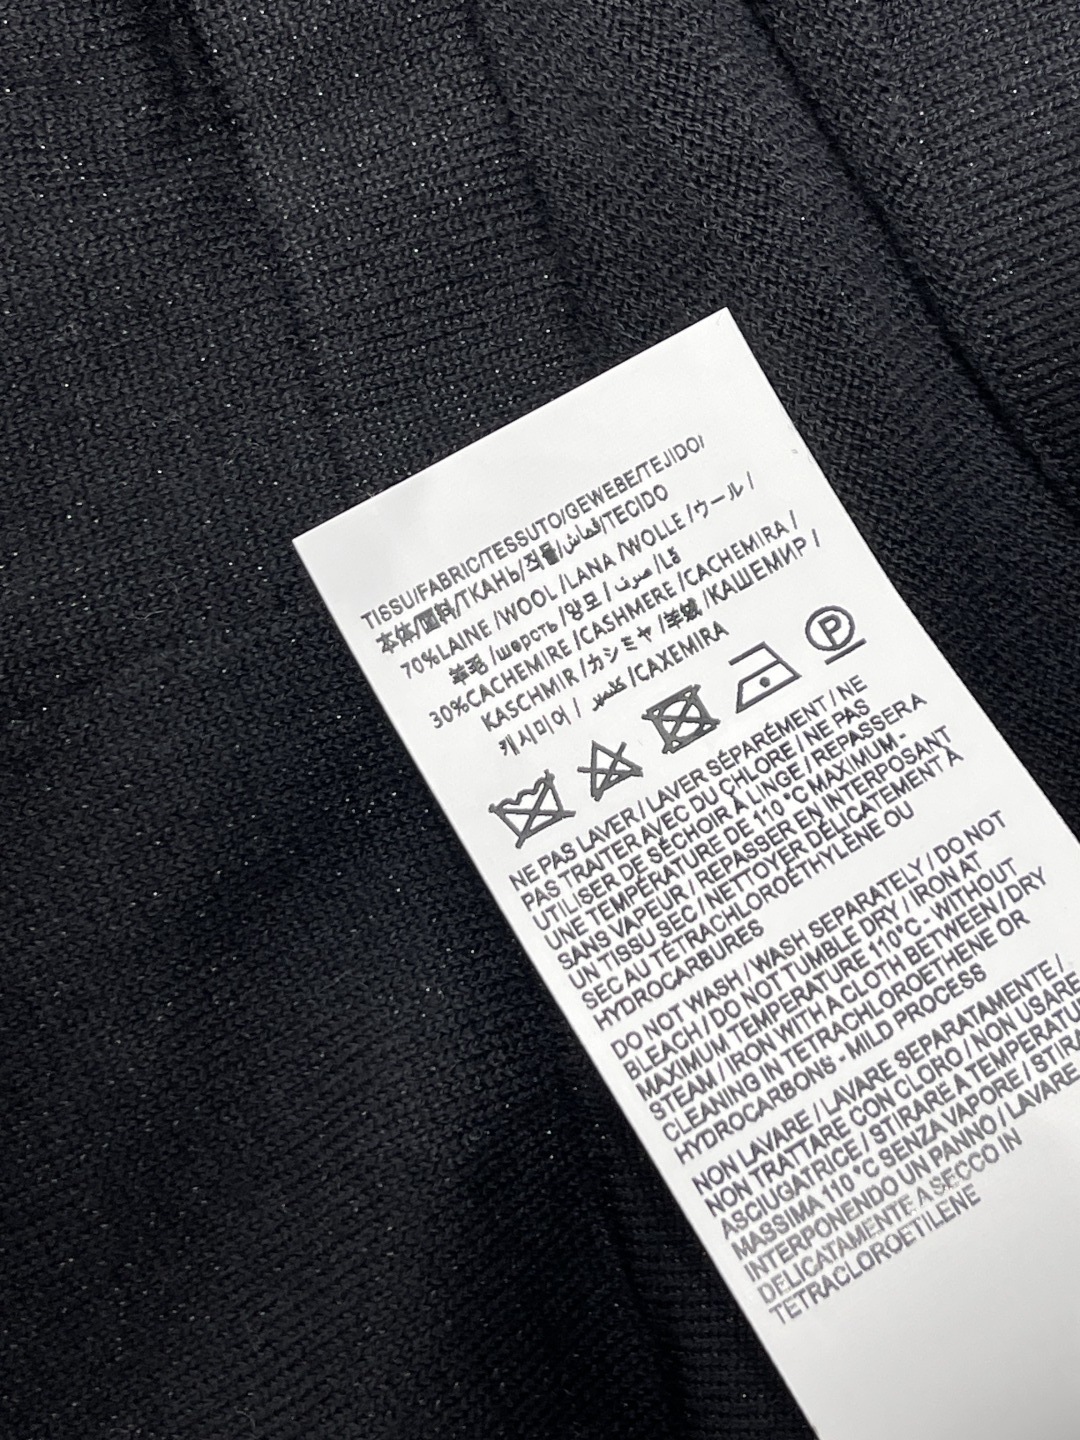 TISSU/FABRIC/TESSUTO/GEWEBE/TEJIDO/
本体/面料/ТКАНЬ/직물/قماش/TECIDO
70%LAINE /WOOL /LANA /WOLLE /ウール /
羊毛 /шерсть /양모 / صوف /Lã
30%CACHEMIRE /CASHMERE /CACHEMIRA /
KASCHMIR /カシミヤ /羊绒 /КАШЕМИР /
캐시미어 / كشمير /CAXEMIRA
P
NE PAS LAVER / LAVER SÉPARÉMENT / NE
PAS TRAITER AVEC DU CHLORE / NE PAS
UTILISER DE SÉCHOIR À LINGE / REPASSER A
UNE TEMPÉRATURE DE 110 °C MAXIMUM -
SANS VAPEUR / REPASSER EN INTERPOSANT
UN TISSU SEC / NETTOYER DÉLICATEMENT À
SEC AU TÉTRACHLOROÉTHYLÈNE OU
HYDROCARBURES
DO NOT WASH / WASH SEPARATELY / DO NOT
BLEACH / DO NOT TUMBLE DRY / IRON AT
MAXIMUM TEMPERATURE 110°C - WITHOUT
STEAM / IRON WITH A CLOTH BETWEEN / DRY
CLEANING IN TETRACHLOROETHENE OR
HYDROCARBONS - MILD PROCESS
NON LAVARE / LAVARE SEPARATAMENTE /
NON TRATTARE CON CLORO / NON USARE
ASCIUGATRICE / STIRARE A TEMPERATU
MASSIMA 110 °C SENZA VAPORE / STIRA
INTERPONENDO UN PANNO / LAVARE
DELICATAMENTE A SECCO IN
TETRACLOROETILENE